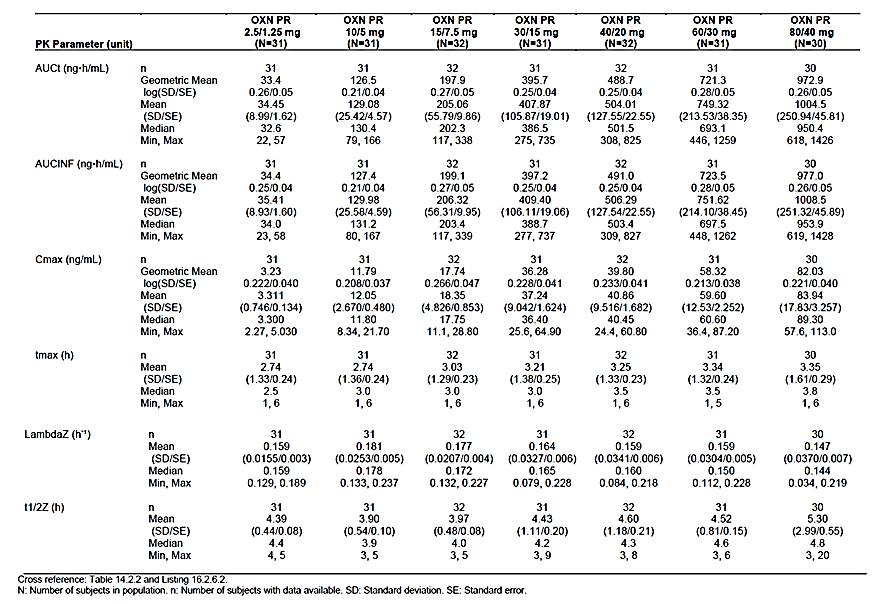 OXN PR OXN PR OXN PR OXN PR OXN PR OXN PR OXN PR
2.5/1.25 mg 10/5 mg 15/7.5 mg 30/15 mg 40/20 mg 60/30 mg 80/40 mg
PK Parameter (unit) (N=31) (N=31) (N=32) (N=31) (N=32) (N=31) (N=30)
AUCt (ng·h/mL) n 31 31 32 31 32 31 30
Geometric Mean 33.4 126.5 197.9 395.7 488.7 721.3 972.9
log(SD/SE) 0.26/0.05 0.21/0.04 0.27/0.05 0.25/0.04 0.25/0.04 0.28/0.05 0.26/0.05
Mean 34.45 129.08 205.06 407.87 504.01 749.32 1004.5
(SD/SE) (8.99/1.62) (25.42/4.57) (55.79/9.86) (105.87/19.01) (127.55/22.55) (213.53/38.35) (250.94/45.81)
Median 32.6 130.4 202.3 386.5 501.5 693.1 950.4
Min, Max 22, 57 79, 166 117, 338 275, 735 308, 825 446, 1259 618, 1426
AUCINF (ng·h/mL) n 31 31 32 31 32 31 30
Geometric Mean 34.4 127.4 199.1 397.2 491.0 723.5 977.0
log(SD/SE) 0.25/0.04 0.21/0.04 0.27/0.05 0.25/0.04 0.25/0.04 0.28/0.05 0.26/0.05
Mean 35.41 129.98 206.32 409.40 506.29 751.62 1008.5
(SD/SE) (8.93/1.60) (25.58/4.59) (56.31/9.95) (106.11/19.06) (127.54/22.55) (214.10/38.45) (251.32/45.89)
Median 34.0 131.2 203.4 388.7 503.4 697.5 953.9
Min, Max 23, 58 80, 167 117, 339 277, 737 309, 827 448, 1262 619, 1428
Cmax (ng/mL) n 31 31 32 31 32 31 30
Geometric Mean 3.23 11.79 17.74 36.28 39.80 58.32 82.03
log(SD/SE) 0.222/0.040 0.208/0.037 0.266/0.047 0.228/0.041 0.233/0.041 0.213/0.038 0.221/0.040
Mean 3.311 12.05 18.35 37.24 40.86 59.60 83.94
(SD/SE) (0.746/0.134) (2.670/0.480) (4.826/0.853) (9.042/1.624) (9.516/1.682) (12.53/2.252) (17.83/3.257)
Median 3.300 11.80 17.75 36.40 40.45 60.60 89.30
Min, Max 2.27, 5.030 8.34, 21.70 11.1, 28.80 25.6, 64.90 24.4, 60.80 36.4, 87.20 57.6, 113.0
tmax (h) n 31 31 32 31 32 31 30
Mean 2.74 2.74 3.03 3.21 3.25 3.34 3.35
(SD/SE) (1.33/0.24) (1.36/0.24) (1.29/0.23) (1.38/0.25) (1.33/0.23) (1.32/0.24) (1.61/0.29)
Median 2.5 3.0 3.0 3.0 3.5 3.5 3.8
Min, Max 1, 6 1, 6 1, 6 1, 6 1, 6 1, 5 1, 6
LambdaZ (h⁻¹) n 31 31 32 31 32 31 30
Mean 0.159 0.181 0.177 0.164 0.159 0.159 0.147
(SD/SE) (0.0155/0.003) (0.0253/0.005) (0.0207/0.004) (0.0327/0.006) (0.0341/0.006) (0.0304/0.005) (0.0370/0.007)
Median 0.159 0.178 0.172 0.165 0.160 0.150 0.144
Min, Max 0.129, 0.189 0.133, 0.237 0.132, 0.227 0.079, 0.228 0.084, 0.218 0.112, 0.228 0.034, 0.219
t1/2Z (h) n 31 31 32 31 32 31 30
Mean 4.39 3.90 3.97 4.43 4.60 4.52 5.30
(SD/SE) (0.44/0.08) (0.54/0.10) (0.48/0.08) (1.11/0.20) (1.18/0.21) (0.81/0.15) (2.99/0.55)
Median 4.4 3.9 4.0 4.2 4.3 4.6 4.8
Min, Max 4, 5 3, 5 3, 5 3, 9 3, 8 3, 6 3, 20
Cross reference: Table 14.2.2 and Listing 16.2.6.2.
N: Number of subjects in population. n: Number of subjects with data available. SD: Standard deviation. SE: Standard error.